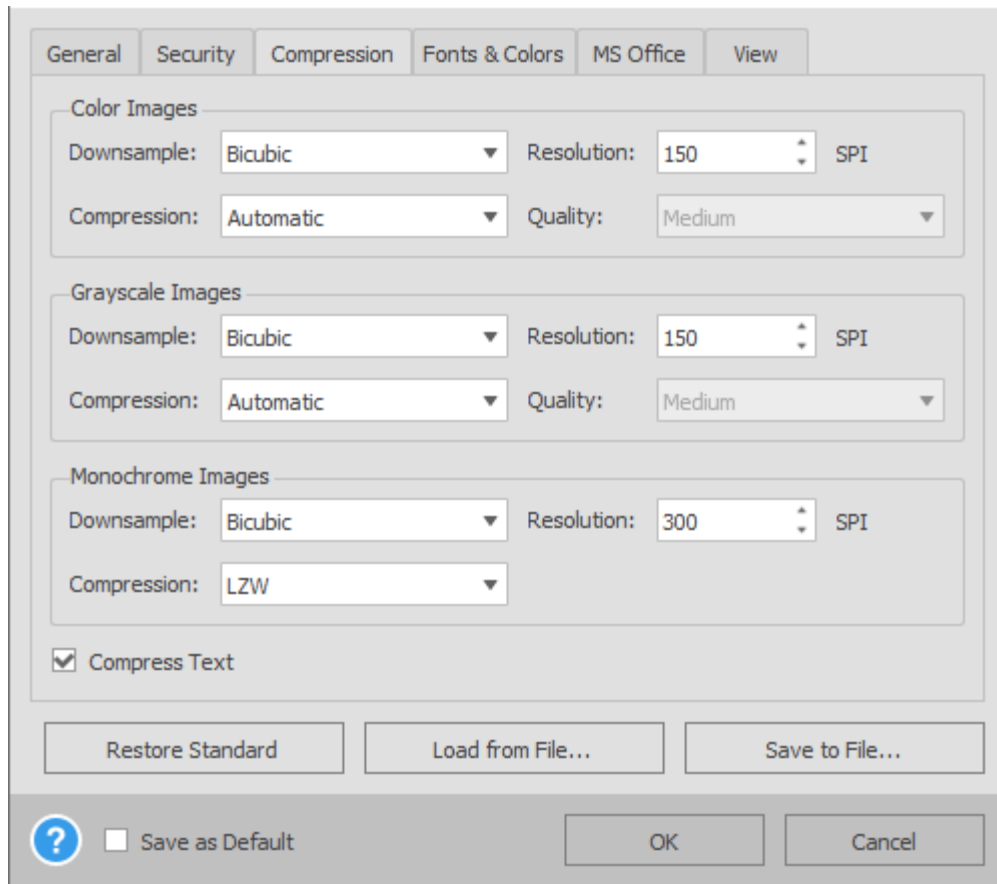 General Security Compression Fonts & Colors MS Office View
Color Images
Downsample: Bicubic Resolution: 150 SPI
Compression: Automatic Quality: Medium
Grayscale Images
Downsample: Bicubic Resolution: 150 SPI
Compression: Automatic Quality: Medium
Monochrome Images
Downsample: Bicubic Resolution: 300 SPI
Compression: LZW
Compress Text
Restore Standard Load from File... Save to File...
? Save as Default OK Cancel